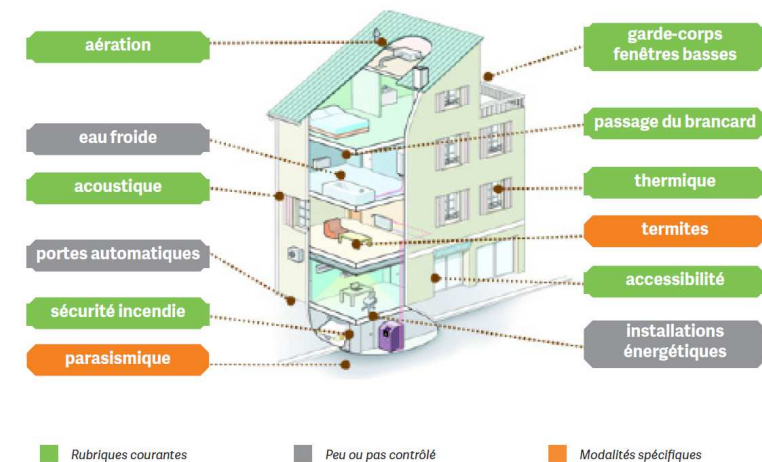 aération
garde-corps
fenêtres basses
eau froide
passage du brancard
acoustique
thermique
termites
portes automatiques
accessibilité
sécurité incendie
installations
énergétiques
parasismique
Rubriques courantes
Peu ou pas contrôlé
Modalités spécifiques